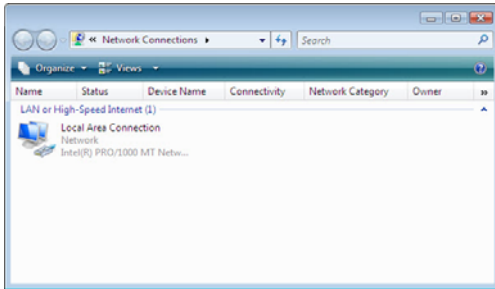 « Network Connections
Search
Organize Views
Name Status Device Name Connectivity Network Category Owner »
LAN or High-Speed Internet (1)
Local Area Connection
Network
Intel(R) PRO/1000 MT Netw...